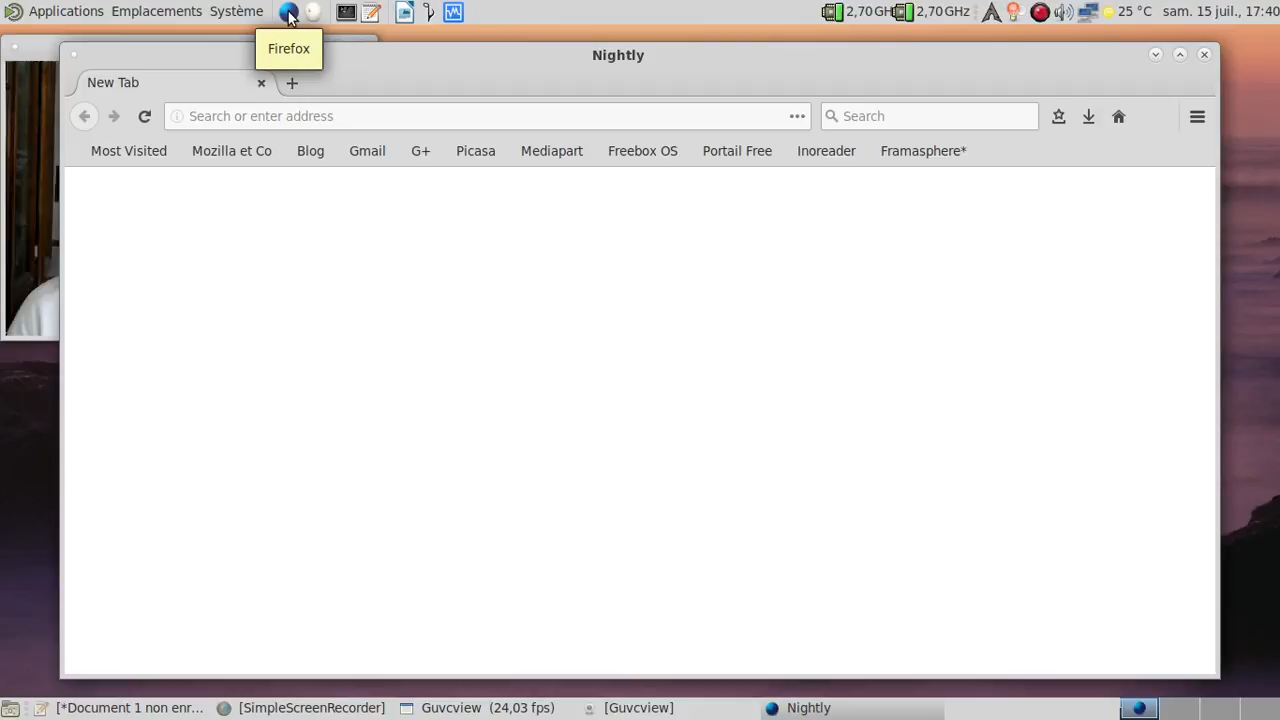 Applications Emplacements Système 2,70 GH 2,70 GHz 25 °C sam. 15 juil., 17:40
Firefox
Nightly
New Tab
Search or enter address Search
Most Visited Mozilla et Co Blog Gmail G+ Picasa Mediapart Freebox OS Portail Free Inoreader Framasphere*
[*Document 1 non enr... [SimpleScreenRecorder] Guvcview (24,03 fps) [Guvcview] Nightly